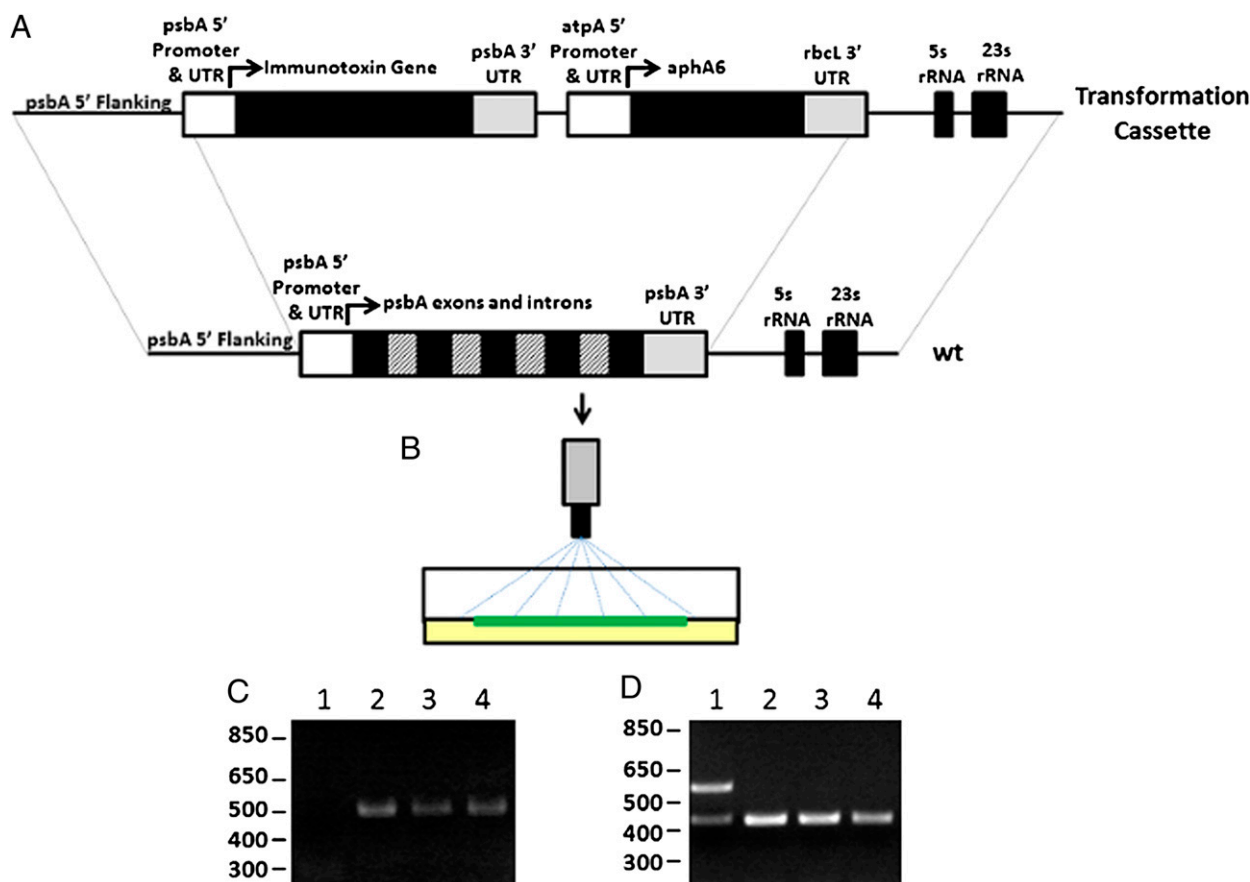 A
psbA 5’
Promoter
& UTR
Immunotoxin Gene
psbA 3’
UTR
atpA 5’
Promoter
& UTR
aphA6
rbcL 3’
UTR
5s
rRNA
23s
rRNA
psbA 5’ Flanking
Transformation
Cassette
psbA 5’
Promoter
& UTR
psbA exons and introns
psbA 3’
UTR
5s
rRNA
23s
rRNA
psbA 5’ Flanking
wt
B
C
1 2 3 4
850
650
500
400
300
D
1 2 3 4
850
650
500
400
300